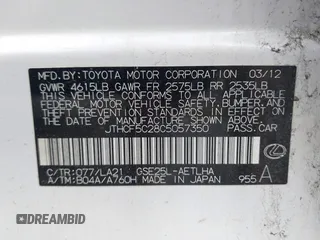 MFD.BY:TOYOTA MOTOR CORPORATION 03/12
GVWR 4615LB GAWR FR 2575LB RR 2535LB
THIS VEHICLE CONFORMS TO ALL APPLICABLE
FEDERAL MOTOR VEHICLE SAFETY, BUMPER, AND
THEFT PREVENTION STANDARDS IN EFFECT ON
THE DATE OF MANUFACTURE SHOWN ABOVE.
JTHCF5C28C5057350 PASS.CAR
C/TR:077/LA21 GSE25L-AETLHA
A/TM:B04A/A760H MADE IN JAPAN 955 A
© DREAMBID
dreambid.com